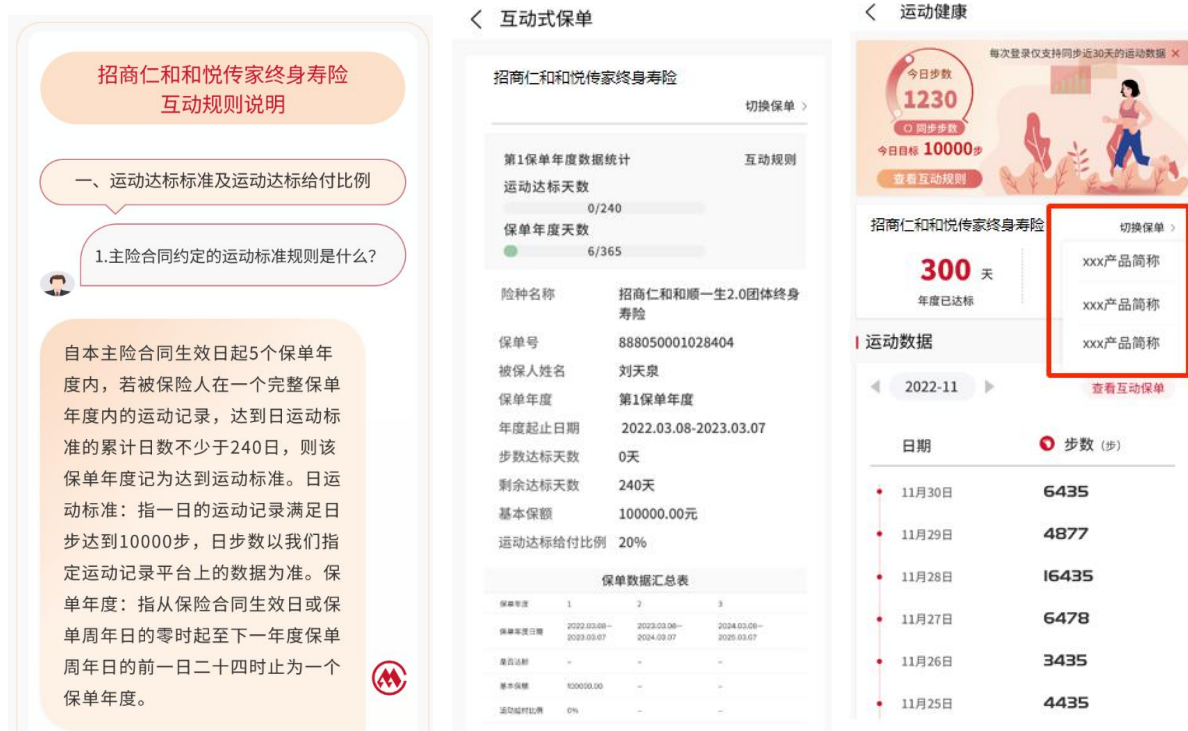 招商仁和和悦传家终身寿险
互动规则说明
一、运动达标标准及运动达标给付比例
1.主险合同约定的运动标准规则是什么?
自本主险合同生效日起5个保单年
度内，若被保险人在一个完整保单
年度内的运动记录，达到日运动标
准的累计日数不少于240日，则该
保单年度记为达到运动标准。日运
动标准：指一日的运动记录满足日
步达到10000步，日步数以我们指
定运动记录平台上的数据为准。保
单年度：指从保险合同生效日或保
单周年日的零时起至下一年度保单
周年日的前一日二十四时止为一个
保单年度。
互动式保单
招商仁和和悦传家终身寿险
切换保单 >
第1保单年度数据统计 互动规则
运动达标天数
0/240
保单年度天数
6/365
险种名称 招商仁和和顺一生2.0团体终身
寿险
保单号 888050001028404
被保人姓名 刘天泉
保单年度 第1保单年度
年度起止日期 2022.03.08-2023.03.07
步数达标天数 0天
剩余达标天数 240天
基本保额 100000.00元
运动达标给付比例 20%
保单数据汇总表
保单年度 1 2 3
保单年度日期 2022.03.08- 2023.03.08- 2024.03.08-
2023.03.07 2024.03.07 2025.03.07
是否达标 - - -
基本保额 100000.00 - -
运动给付比例 0% - -
运动健康
每次登录仅支持同步近30天的运动数据 ×
今日步数
1230
同步步数
今日目标 10000步
查看互动规则
招商仁和和悦传家终身寿险 切换保单 >
xxx产品简称
300 天
年度已达标
xxx产品简称
xxx产品简称
运动数据
2022-11 查看互动保单
日期 步数 (步)
11月30日 6435
11月29日 4877
11月28日 16435
11月27日 6478
11月26日 3435
11月25日 4435